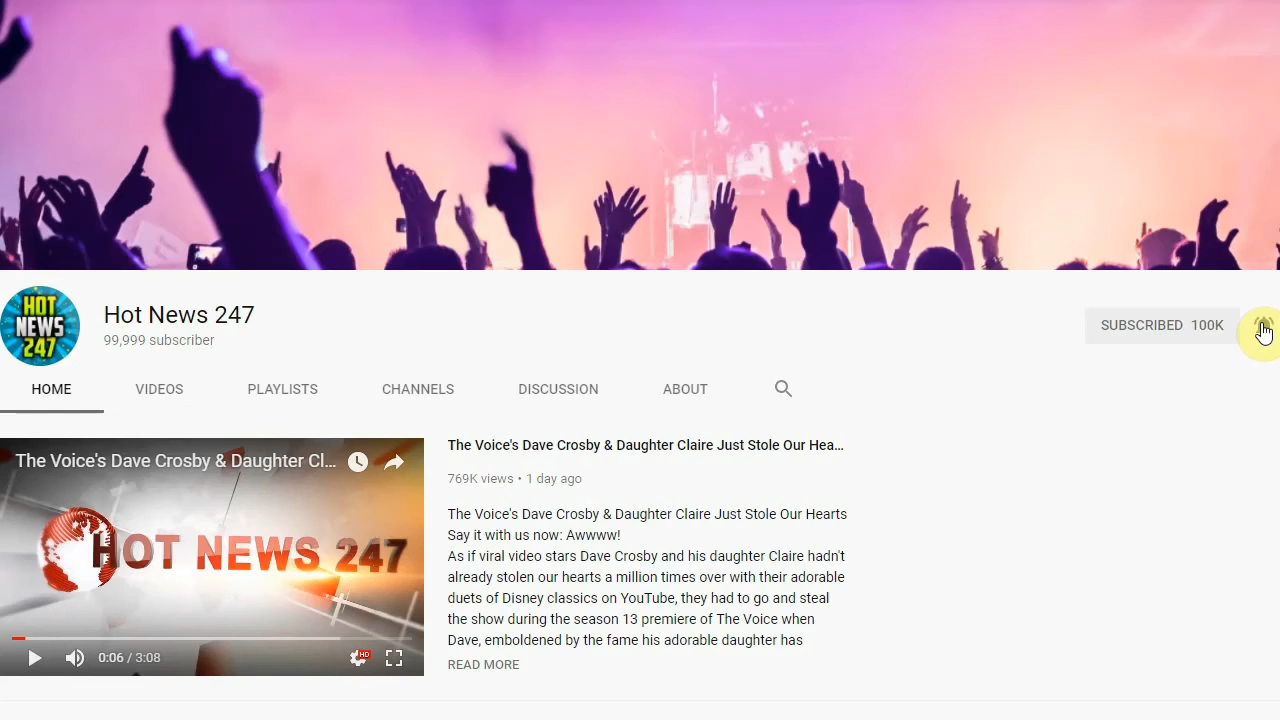 HOT
NEWS
247
Hot News 247
99,999 subscriber
SUBSCRIBED 100K
HOME VIDEOS PLAYLISTS CHANNELS DISCUSSION ABOUT
The Voice's Dave Crosby & Daughter Cl...
HOT NEWS 247
0:06 / 3:08
HD
The Voice's Dave Crosby & Daughter Claire Just Stole Our Hea...
769K views • 1 day ago
The Voice's Dave Crosby & Daughter Claire Just Stole Our Hearts
Say it with us now: Awwww!
As if viral video stars Dave Crosby and his daughter Claire hadn't
already stolen our hearts a million times over with their adorable
duets of Disney classics on YouTube, they had to go and steal
the show during the season 13 premiere of The Voice when
Dave, emboldened by the fame his adorable daughter has
READ MORE